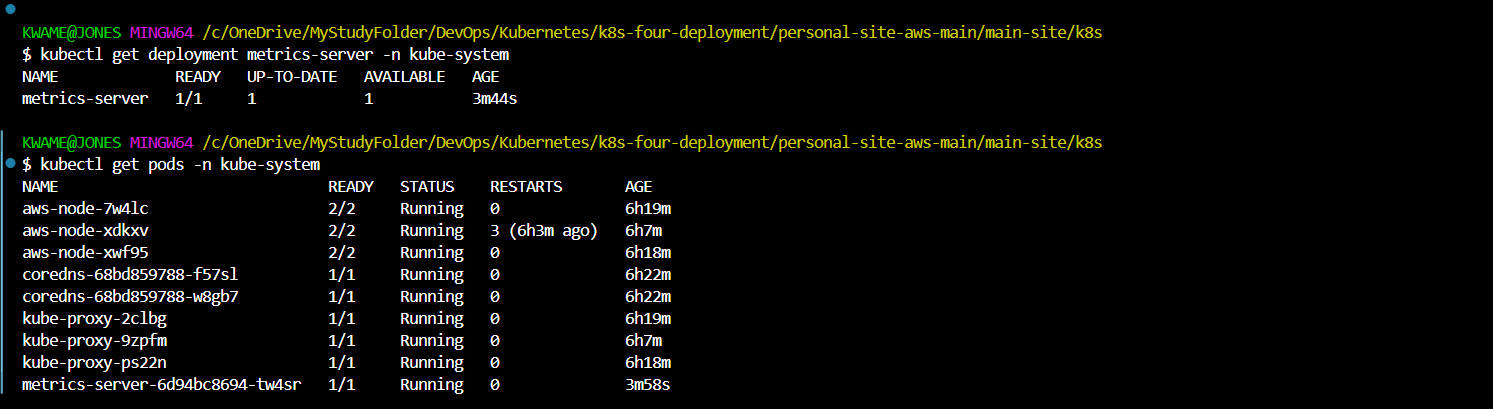 KWAME@JONES MINGW64 /c/OneDrive/MyStudyFolder/DevOps/Kubernetes/k8s-four-deployment/personal-site-aws-main/main-site/k8s
$ kubectl get deployment metrics-server -n kube-system
NAME             READY   UP-TO-DATE   AVAILABLE   AGE
metrics-server   1/1     1            1           3m44s
KWAME@JONES MINGW64 /c/OneDrive/MyStudyFolder/DevOps/Kubernetes/k8s-four-deployment/personal-site-aws-main/main-site/k8s
$ kubectl get pods -n kube-system
NAME                              READY   STATUS    RESTARTS       AGE
aws-node-7w4lc                    2/2     Running   0              6h19m
aws-node-xdkxv                    2/2     Running   3 (6h3m ago)   6h7m
aws-node-xwf95                    2/2     Running   0              6h18m
coredns-68bd859788-f57sl          1/1     Running   0              6h22m
coredns-68bd859788-w8gb7          1/1     Running   0              6h22m
kube-proxy-2clbg                  1/1     Running   0              6h19m
kube-proxy-9zpfm                  1/1     Running   0              6h7m
kube-proxy-ps22n                  1/1     Running   0              6h18m
metrics-server-6d94bc8694-tw4sr   1/1     Running   0              3m58s